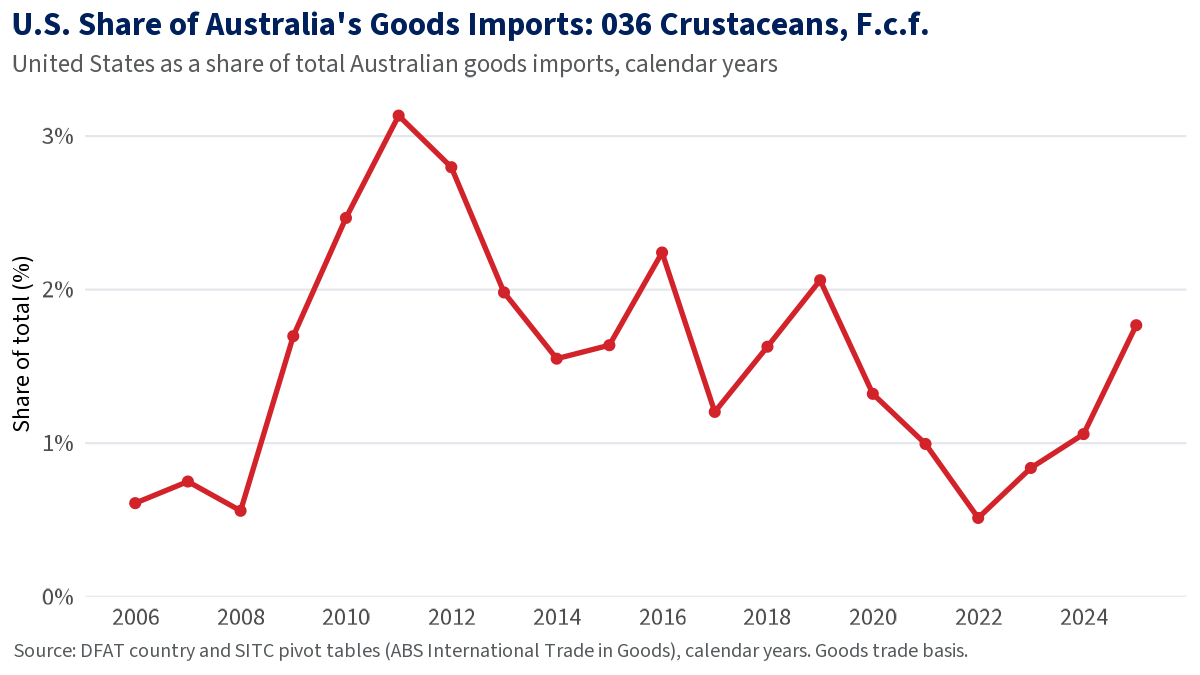 U.S. Share of Australia's Goods Imports: 036 Crustaceans, F.c.f.
United States as a share of total Australian goods imports, calendar years
Share of total (%)
3%
2%
1%
0%
2006 2008 2010 2012 2014 2016 2018 2020 2022 2024
Source: DFAT country and SITC pivot tables (ABS International Trade in Goods), calendar years. Goods trade basis.